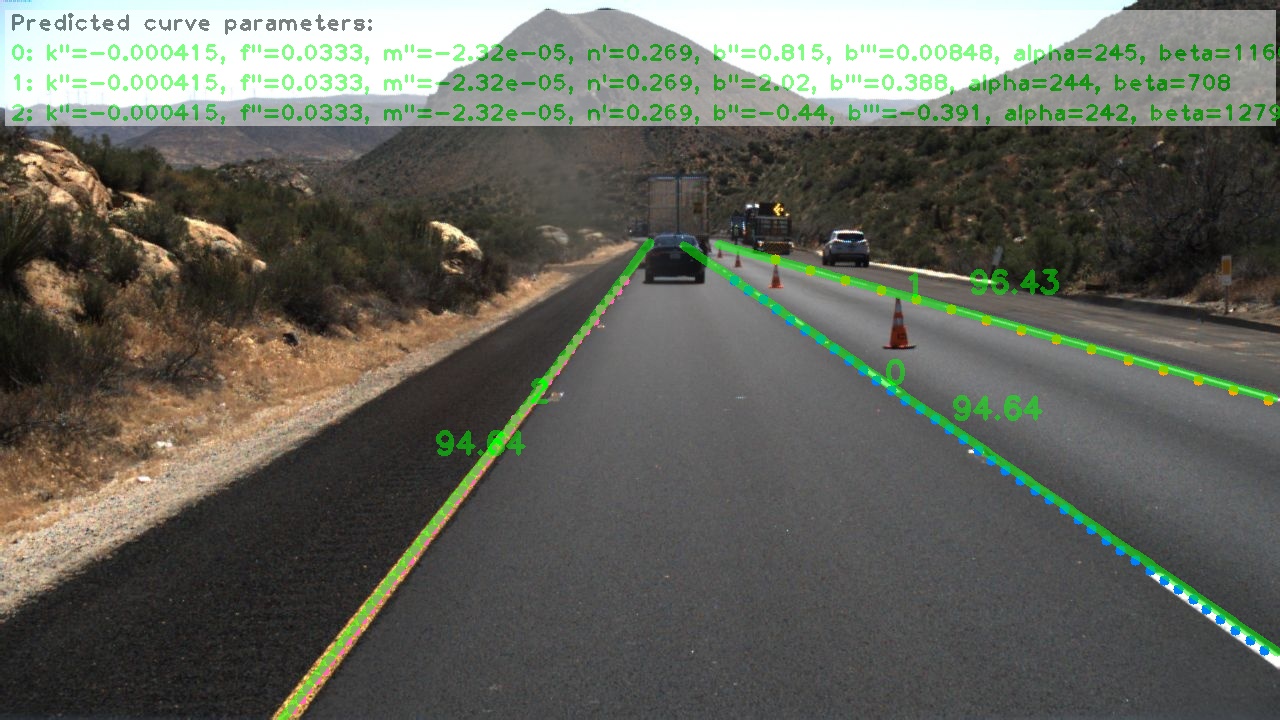 Predicted curve parameters:
0: k''=-0.000415, f''=0.0333, m''=-2.32e-05, n'=0.269, b''=0.815, b'''=0.00848, alpha=245, beta=116
1: k''=-0.000415, f''=0.0333, m''=-2.32e-05, n'=0.269, b''=2.02, b'''=0.388, alpha=244, beta=708
2: k''=-0.000415, f''=0.0333, m''=-2.32e-05, n'=0.269, b''=-0.44, b'''=-0.391, alpha=242, beta=1279
1 96.43
0
94.64
2
94.64